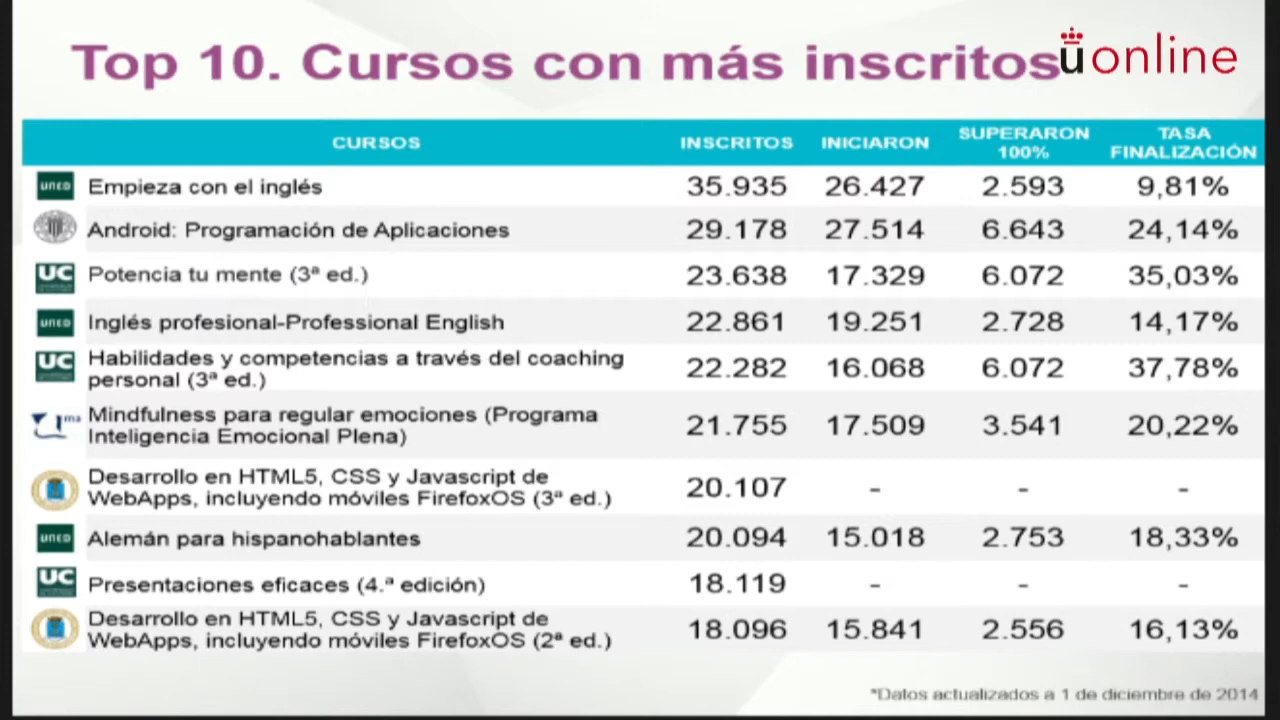 Top 10. Cursos con más inscritos
uonline
CURSOS INSCRITOS INICIARON SUPERARON 100% TASA FINALIZACIÓN
UNED Empieza con el inglés 35.935 26.427 2.593 9,81%
Android: Programación de Aplicaciones 29.178 27.514 6.643 24,14%
UC Potencia tu mente (3ª ed.) 23.638 17.329 6.072 35,03%
UNED Inglés profesional-Professional English 22.861 19.251 2.728 14,17%
UC Habilidades y competencias a través del coaching
personal (3ª ed.) 22.282 16.068 6.072 37,78%
uma Mindfulness para regular emociones (Programa
Inteligencia Emocional Plena) 21.755 17.509 3.541 20,22%
Desarrollo en HTML5, CSS y Javascript de
WebApps, incluyendo móviles FirefoxOS (3ª ed.) 20.107 - - -
UNED Alemán para hispanohablantes 20.094 15.018 2.753 18,33%
UC Presentaciones eficaces (4.ª edición) 18.119 - - -
Desarrollo en HTML5, CSS y Javascript de
WebApps, incluyendo móviles FirefoxOS (2ª ed.) 18.096 15.841 2.556 16,13%
*Datos actualizados a 1 de diciembre de 2014